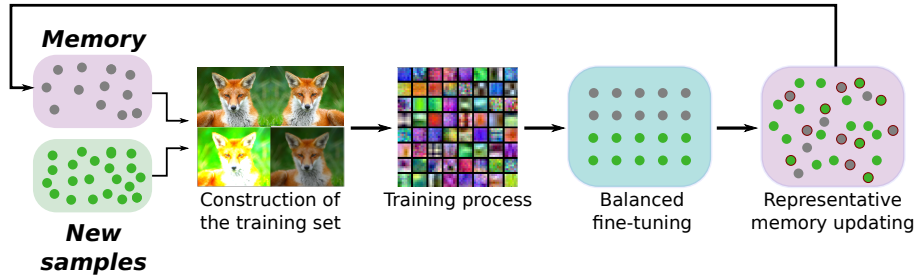 Memory
New
samples
Construction of
the training set
Training process
Balanced
fine-tuning
Representative
memory updating